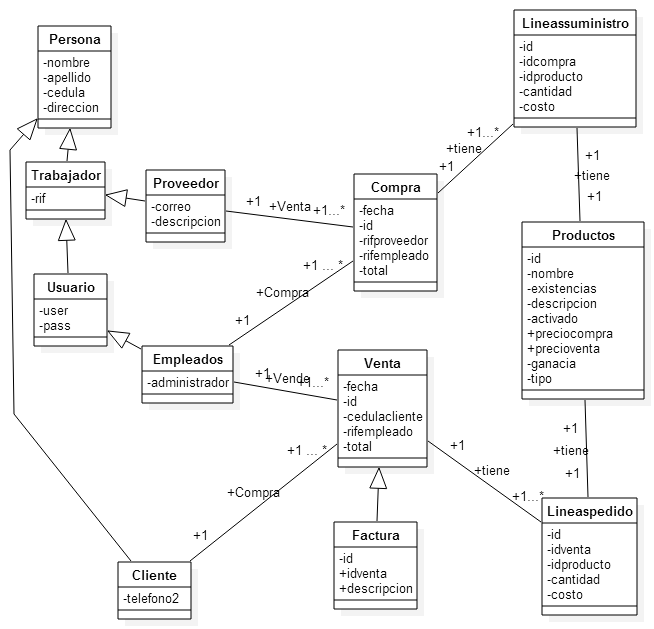 Persona
-nombre
-apellido
-cedula
-direccion
Lineassuministro
-id
-idcompra
-idproducto
-cantidad
-costo
+1...*
+tiene
+1
+1
+tiene
+1
Trabajador
-rif
Proveedor
-correo
-descripcion
+1
+Venta
+1...*
Compra
-fecha
-id
-rifproveedor
-rifempleado
-total
Productos
-id
-nombre
-existencias
-descripcion
-activado
+preciocompra
+precioventa
-ganacia
-tipo
Usuario
-user
-pass
+1 ... *
+Compra
+1
Empleados
-administrador
+1
+Vende
+1...*
Venta
-fecha
-id
-cedulacliente
-rifempleado
-total
+1 ... *
+Compra
+1
+1
+tiene
+1...*
+1
+tiene
+1
Lineaspedido
-id
-idventa
-idproducto
-cantidad
-costo
Factura
-id
+idventa
+descripcion
Cliente
-telefono2